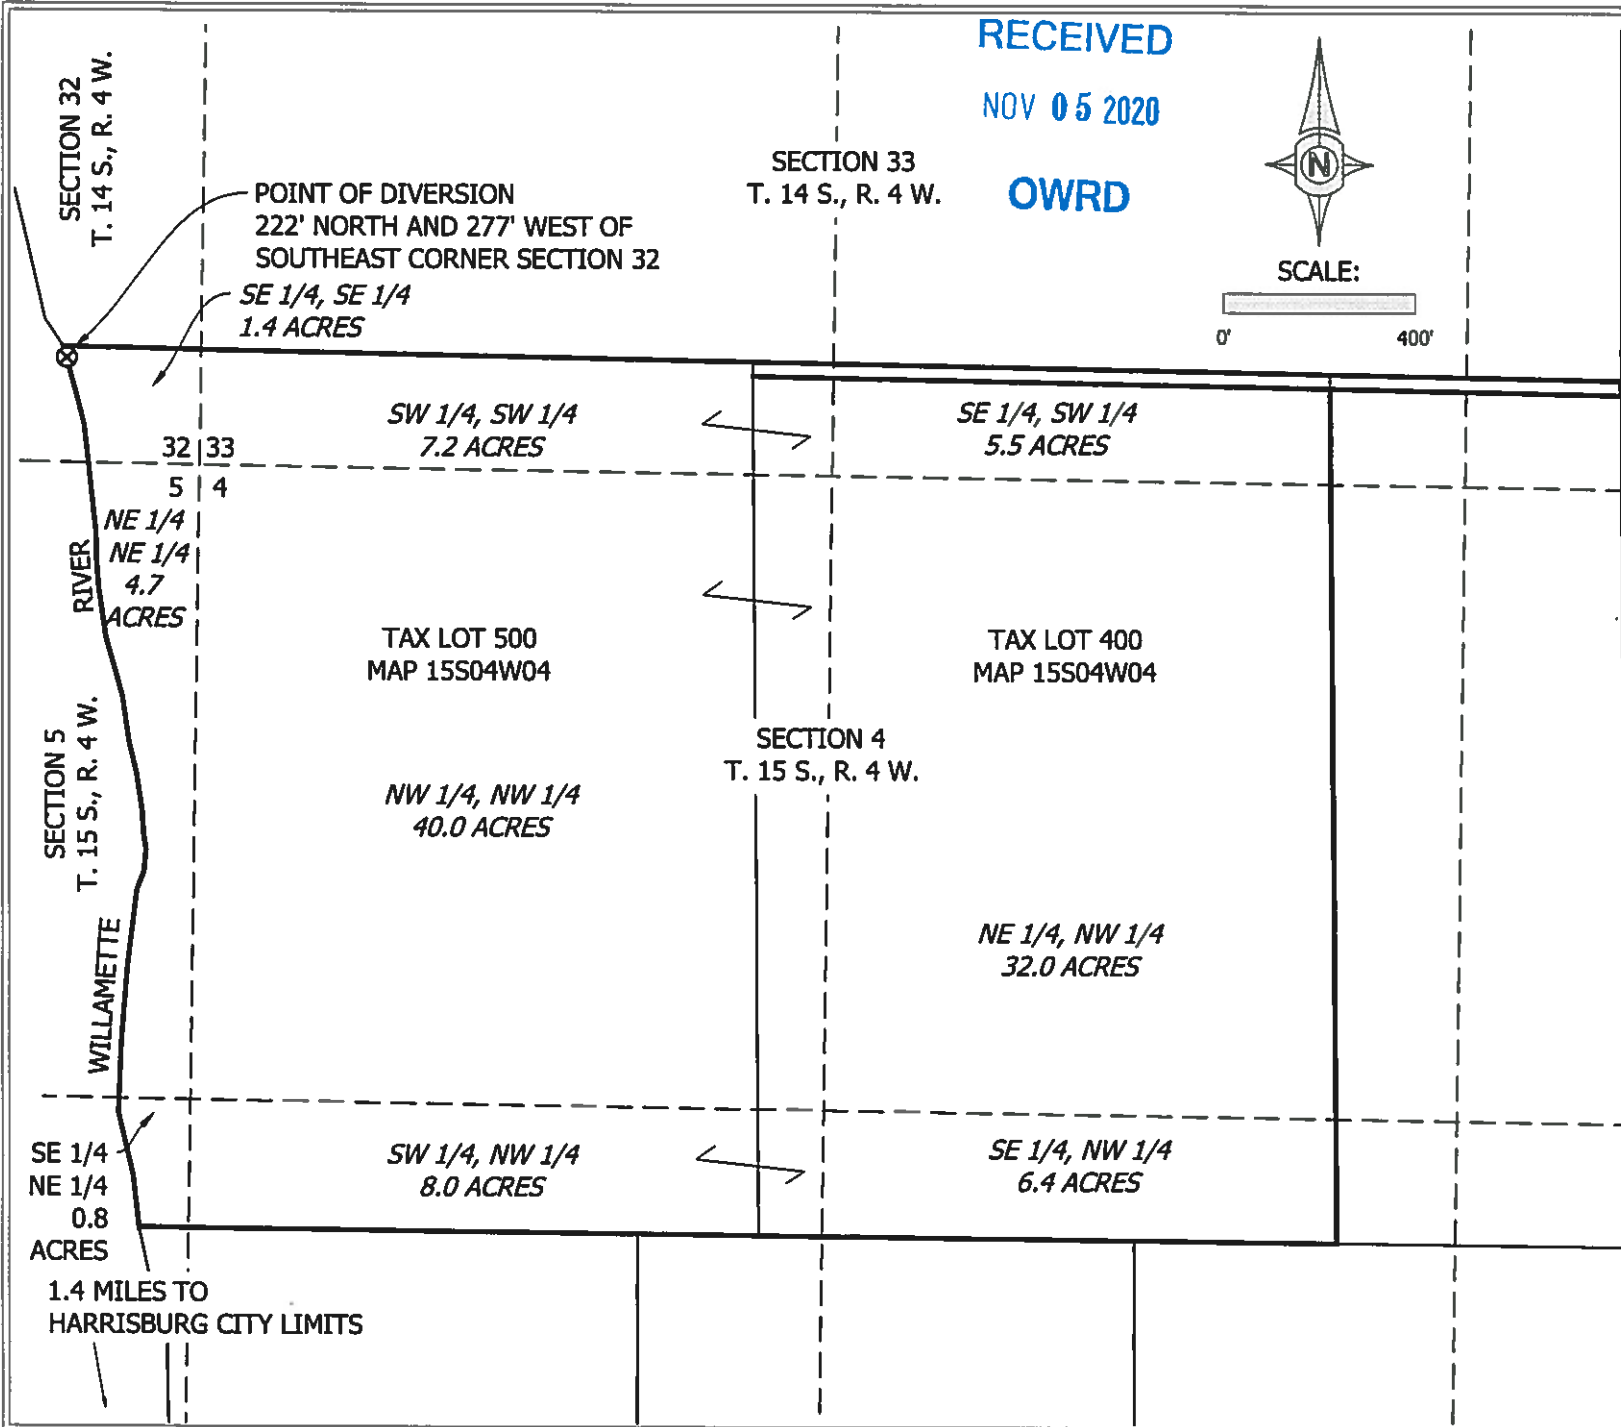 RECEIVED
NOV 05 2020
OWRD
SECTION 32
T. 14 S., R. 4 W.
SECTION 33
T. 14 S., R. 4 W.
N
SCALE:
0' 400'
POINT OF DIVERSION
222' NORTH AND 277' WEST OF
SOUTHEAST CORNER SECTION 32
SE 1/4, SE 1/4
1.4 ACRES
SW 1/4, SW 1/4
7.2 ACRES
SE 1/4, SW 1/4
5.5 ACRES
32 33
5 4
NE 1/4
NE 1/4
4.7
ACRES
WILLAMETTE RIVER
TAX LOT 500
MAP 15S04W04
TAX LOT 400
MAP 15S04W04
SECTION 5
T. 15 S., R. 4 W.
SECTION 4
T. 15 S., R. 4 W.
NW 1/4, NW 1/4
40.0 ACRES
NE 1/4, NW 1/4
32.0 ACRES
SE 1/4
NE 1/4
0.8
ACRES
SW 1/4, NW 1/4
8.0 ACRES
SE 1/4, NW 1/4
6.4 ACRES
1.4 MILES TO
HARRISBURG CITY LIMITS